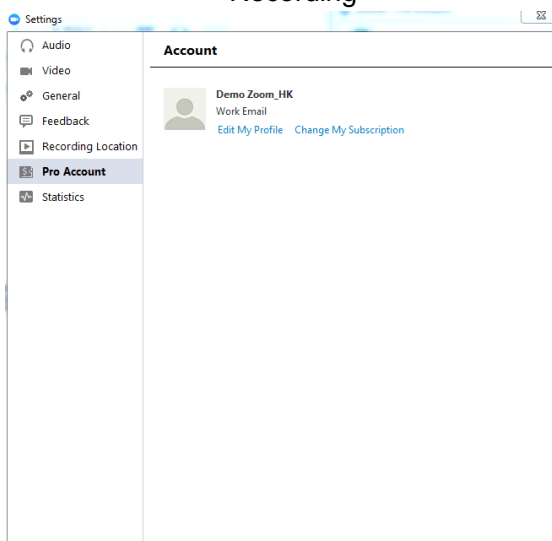 Recording
Settings
Audio
Video
General
Feedback
Recording Location
Pro Account
Statistics
Account
Demo Zoom_HK
Work Email
Edit My Profile Change My Subscription